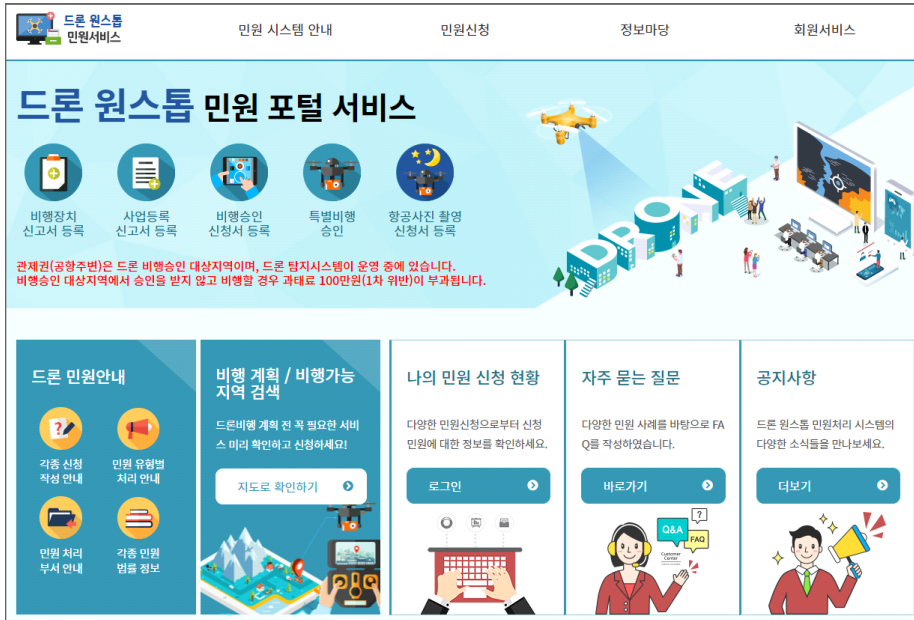 드론 원스톱
민원서비스
민원 시스템 안내
민원신청
정보마당
회원서비스
드론 원스톱 민원 포털 서비스
비행장치
신고서 등록
사업등록
신고서 등록
비행승인
신청서 등록
특별비행
승인
항공사진 촬영
신청서 등록
관제권(공항주변)은 드론 비행승인 대상지역이며, 드론 탐지시스템이 운영 중에 있습니다.
비행승인 대상지역에서 승인을 받지 않고 비행할 경우 과태료 100만원(1차 위반)이 부과됩니다.
DRONE
드론 민원안내
각종 신청
작성 안내
민원 유형별
처리 안내
민원 처리
부서 안내
각종 민원
법률 정보
비행 계획 / 비행가능
지역 검색
드론비행 계획 전 꼭 필요한 서비
스 미리 확인하고 신청하세요!
지도로 확인하기
나의 민원 신청 현황
다양한 민원신청으로부터 신청
민원에 대한 정보를 확인하세요.
로그인
자주 묻는 질문
다양한 민원 사례를 바탕으로 FA
Q를 작성하였습니다.
바로가기
?
Q&A
FAQ
Customer
Center
공지사항
드론 원스톱 민원처리 시스템의
다양한 소식들을 만나보세요.
더보기